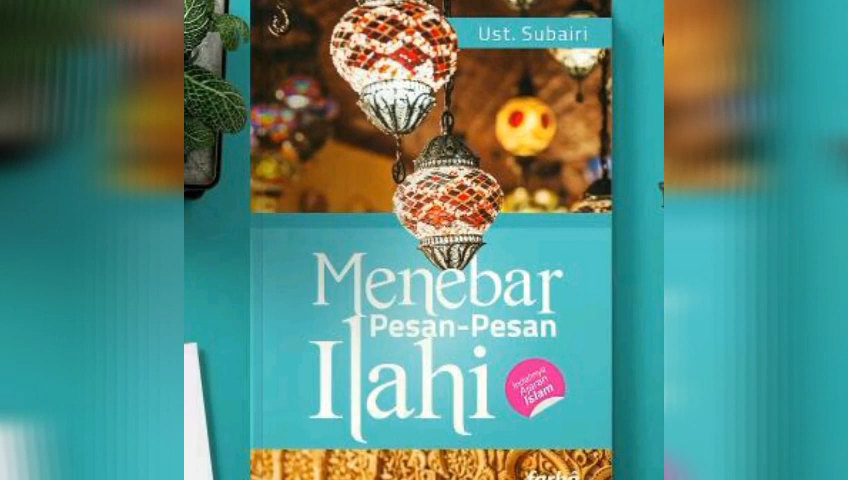 Ust. Subairi
Menebar
Pesan-Pesan
Ilahi
Indahnya
Ajaran
Islam